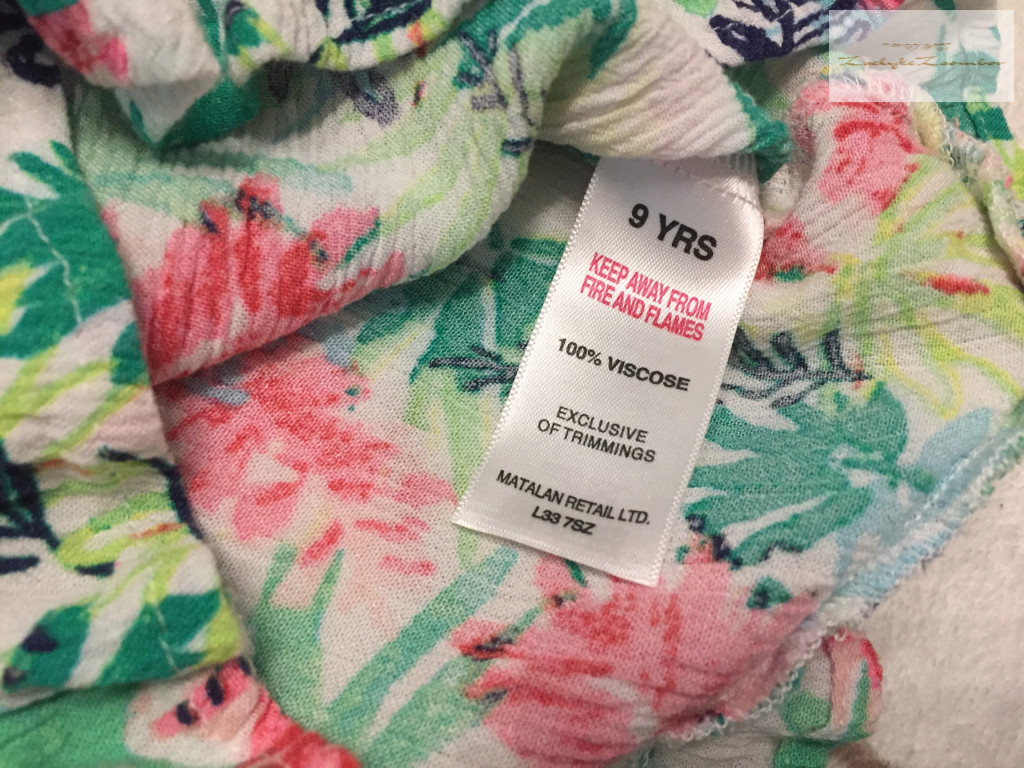 9 YRS
KEEP AWAY FROM
FIRE AND FLAMES
100% VISCOSE
EXCLUSIVE
OF TRIMMINGS
MATALAN RETAIL LTD.
L33 7SZ